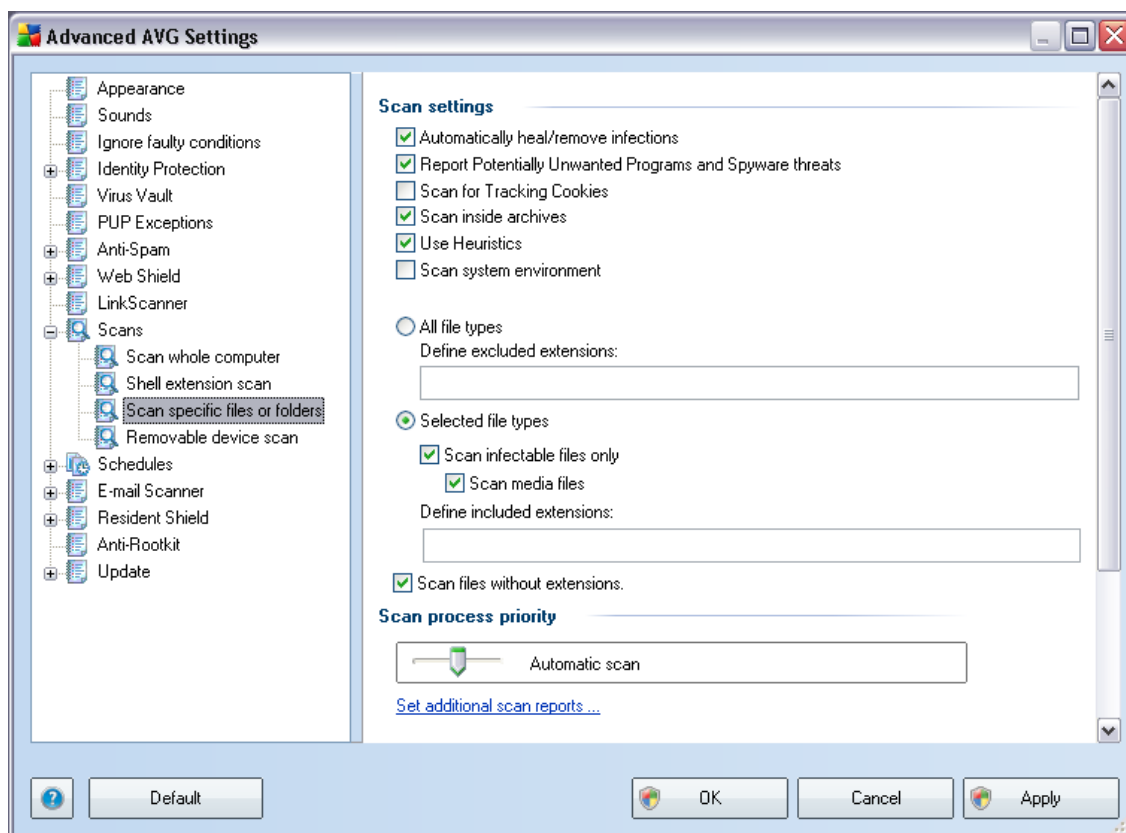 Advanced AVG Settings
Appearance
Sounds
Ignore faulty conditions
Identity Protection
Virus Vault
PUP Exceptions
Anti-Spam
Web Shield
LinkScanner
Scans
Scan whole computer
Shell extension scan
Scan specific files or folders
Removable device scan
Schedules
E-mail Scanner
Resident Shield
Anti-Rootkit
Update
Scan settings
Automatically heal/remove infections
Report Potentially Unwanted Programs and Spyware threats
Scan for Tracking Cookies
Scan inside archives
Use Heuristics
Scan system environment
All file types
Define excluded extensions:
Selected file types
Scan infectable files only
Scan media files
Define included extensions:
Scan files without extensions.
Scan process priority
Automatic scan
Set additional scan reports ...
?
Default
OK
Cancel
Apply